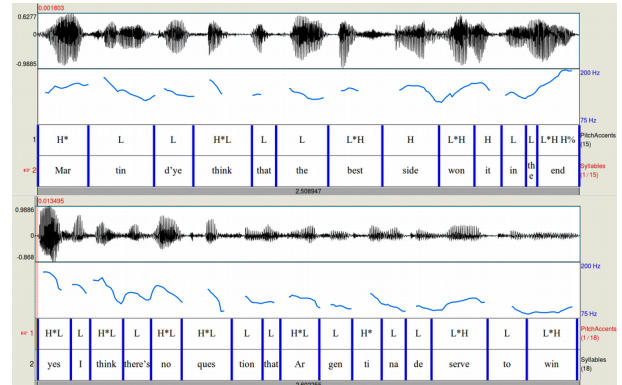 0.001803
0.6277
0
-0.9885
200 Hz
75 Hz
1 H* L L H*L L L L*H H L*H H L L L*H H% PitchAccents (15)
2 Mar tin d'ye think that the best side won it in the end Syllables (1/15)
2.508947
0.013495
0.9886
0
-0.868
200 Hz
75 Hz
1 H*L L H*L L H*L H*L L L H*L L H* L L L*H L L*H PitchAccents (1/18)
2 yes I think there's no ques tion that Ar gen ti na de serve to win Syllables (18)